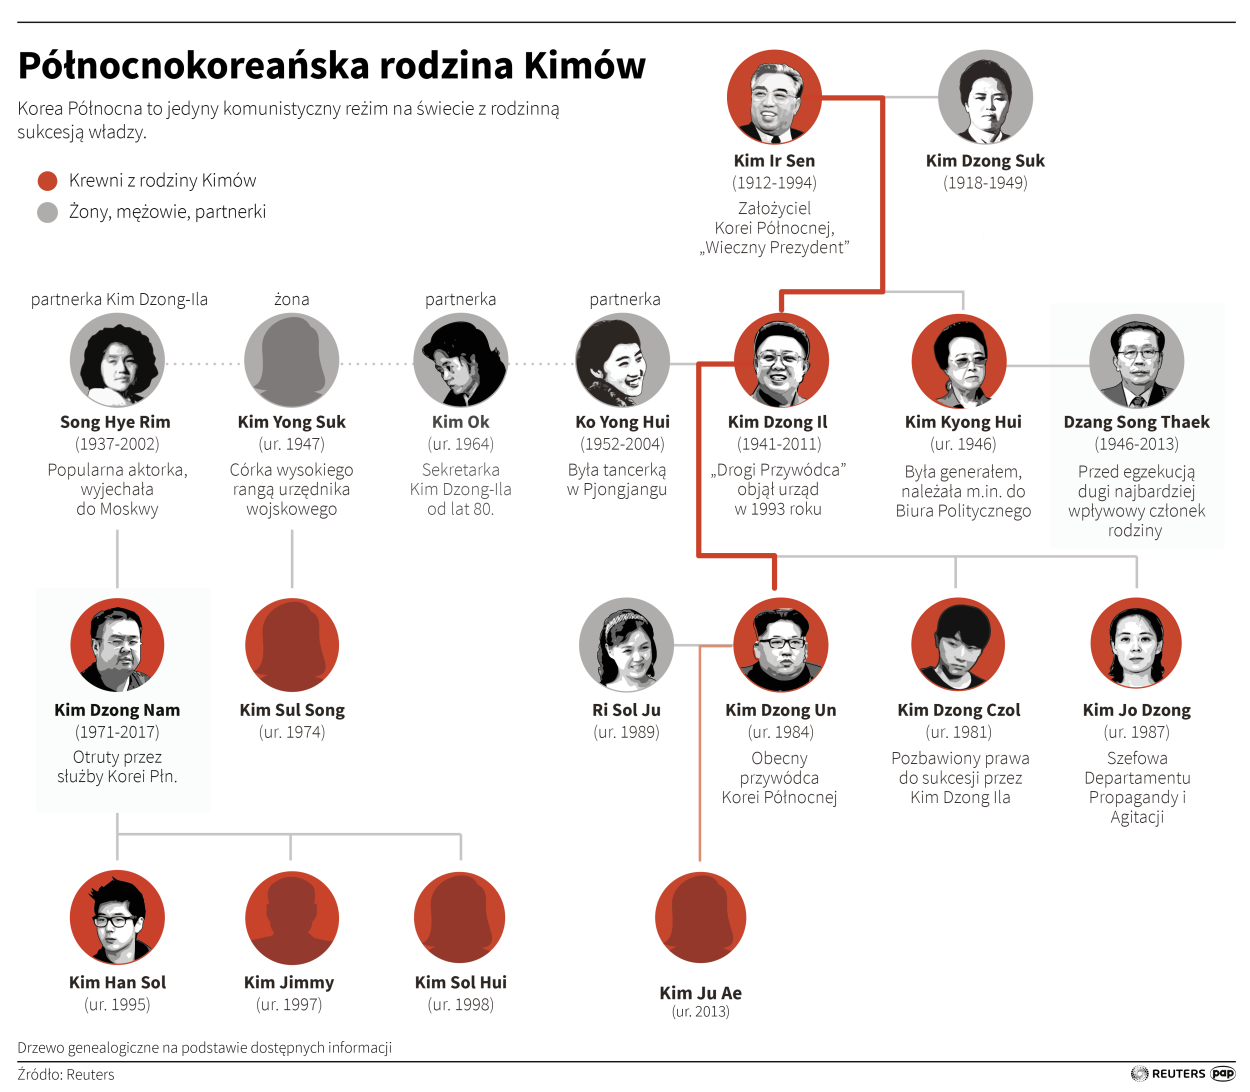 Północnokoreańska rodzina Kimów
Korea Północna to jedyny komunistyczny reżim na świecie z rodzinną
sukcesją władzy.
Krewni z rodziny Kimów
Żony, mężowie, partnerki
Kim Ir Sen
(1912-1994)
Założyciel
Korei Północnej,
„Wieczny Prezydent”
Kim Dzong Suk
(1918-1949)
partnerka Kim Dzong-Ila
Song Hye Rim
(1937-2002)
Popularna aktorka,
wyjechała
do Moskwy
żona
Kim Yong Suk
(ur. 1947)
Córka wysokiego
rangą urzędnika
wojskowego
partnerka
Kim Ok
(ur. 1964)
Sekretarka
Kim Dzong-Ila
od lat 80.
partnerka
Ko Yong Hui
(1952-2004)
Była tancerką
w Pjongjangu
Kim Dzong Il
(1941-2011)
„Drogi Przywódca”
objął urząd
w 1993 roku
Kim Kyong Hui
(ur. 1946)
Była generałem,
należała m.in. do
Biura Politycznego
Dzang Song Thaek
(1946-2013)
Przed egzekucją
dugi najbardziej
wpływowy członek
rodziny
Kim Dzong Nam
(1971-2017)
Otruty przez
służby Korei Płn.
Kim Sul Song
(ur. 1974)
Ri Sol Ju
(ur. 1989)
Kim Dzong Un
(ur. 1984)
Obecny
przywódca
Korei Północnej
Kim Dzong Czol
(ur. 1981)
Pozbawiony prawa
do sukcesji przez
Kim Dzong Ila
Kim Jo Dzong
(ur. 1987)
Szefowa
Departamentu
Propagandy i
Agitacji
Kim Han Sol
(ur. 1995)
Kim Jimmy
(ur. 1997)
Kim Sol Hui
(ur. 1998)
Kim Ju Ae
(ur. 2013)
Drzewo genealogiczne na podstawie dostępnych informacji
Źródło: Reuters
REUTERS pap